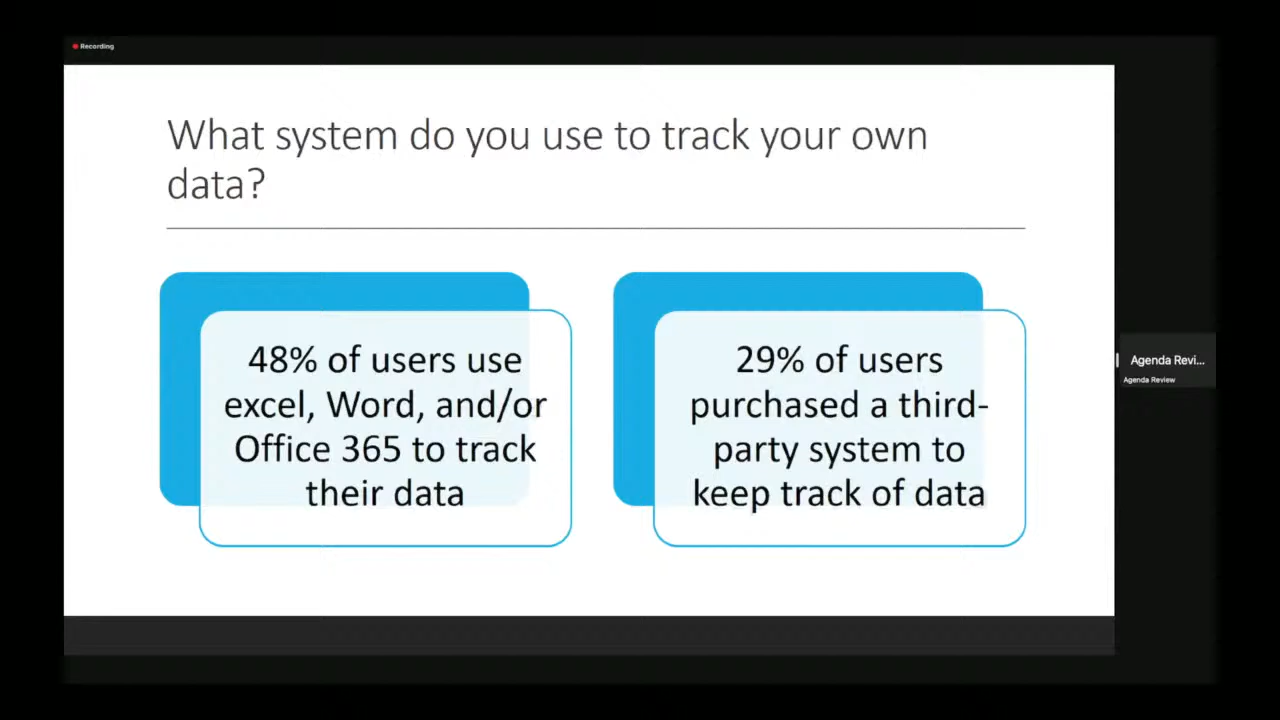 Recording
What system do you use to track your own
data?
48% of users use
excel, Word, and/or
Office 365 to track
their data
29% of users
purchased a third-
party system to
keep track of data
Agenda Revi...
Agenda Review